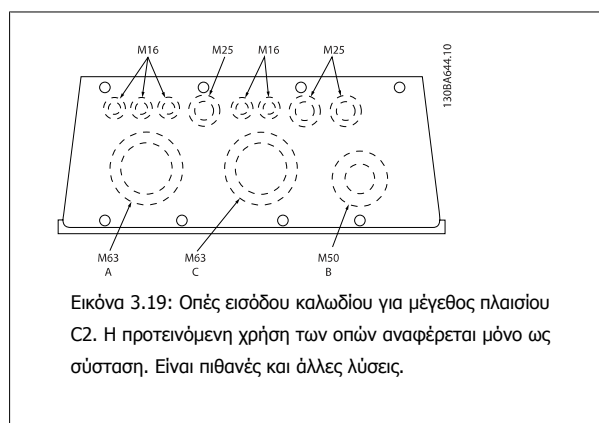 M16 M25 M16 M25
130BA644.10
M63 M63 M50
A C B
Εικόνα 3.19: Οπές εισόδου καλωδίου για μέγεθος πλαισίου
C2. Η προτεινόμενη χρήση των οπών αναφέρεται μόνο ως
σύσταση. Είναι πιθανές και άλλες λύσεις.